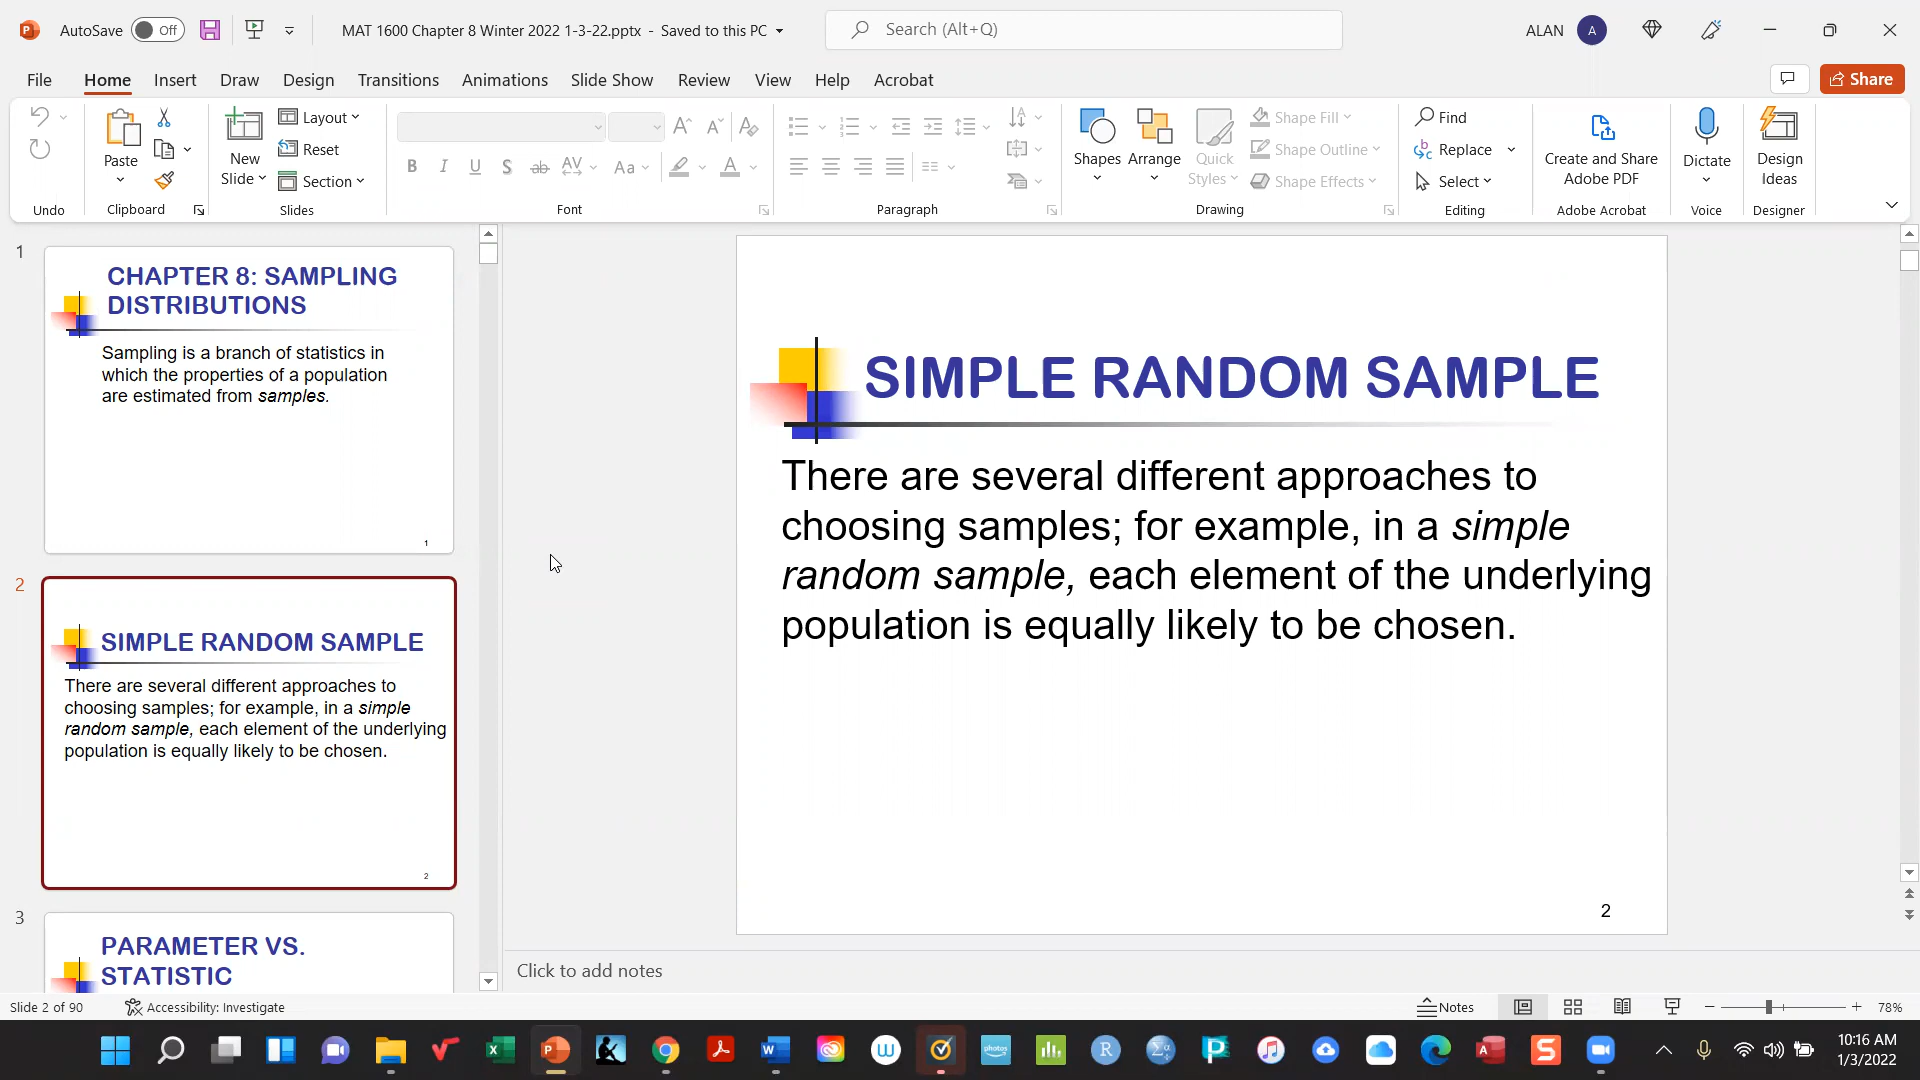 AutoSave Off MAT 1600 Chapter 8 Winter 2022 1-3-22.pptx - Saved to this PC Search (Alt+Q) ALAN A
File Home Insert Draw Design Transitions Animations Slide Show Review View Help Acrobat Share
Paste
New
Slide
Layout
Reset
Section
B I U S ab AV Aa A
Shapes
Arrange
Quick
Styles
Shape Fill
Shape Outline
Shape Effects
Find
Replace
Select
Create and Share
Adobe PDF
Dictate
Design
Ideas
Undo Clipboard Slides Font Paragraph Drawing Editing Adobe Acrobat Voice Designer
1
CHAPTER 8: SAMPLING
DISTRIBUTIONS
Sampling is a branch of statistics in
which the properties of a population
are estimated from samples.
1
2
SIMPLE RANDOM SAMPLE
There are several different approaches to
choosing samples; for example, in a simple
random sample, each element of the underlying
population is equally likely to be chosen.
2
3
PARAMETER VS.
STATISTIC
SIMPLE RANDOM SAMPLE
There are several different approaches to
choosing samples; for example, in a simple
random sample, each element of the underlying
population is equally likely to be chosen.
2
Click to add notes
Slide 2 of 90 Accessibility: Investigate Notes 78%
10:16 AM
1/3/2022